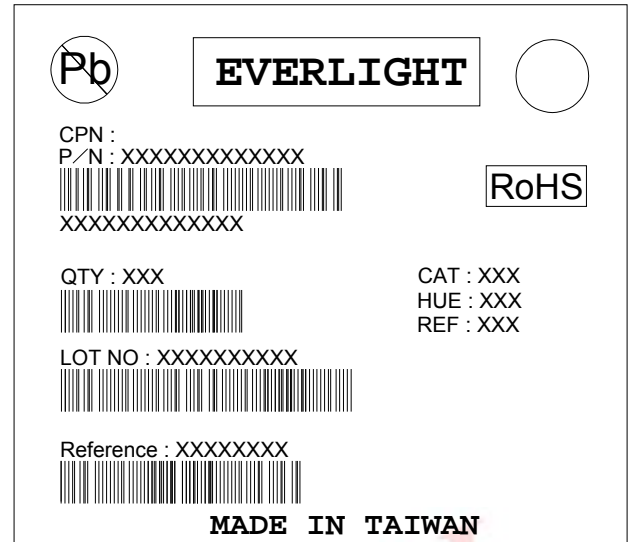 Pb
EVERLIGHT
CPN :
P/N : XXXXXXXXXXXXX
RoHS
XXXXXXXXXXXXX
QTY : XXX
CAT : XXX
HUE : XXX
REF : XXX
LOT NO : XXXXXXXXXX
Reference : XXXXXXXX
MADE IN TAIWAN